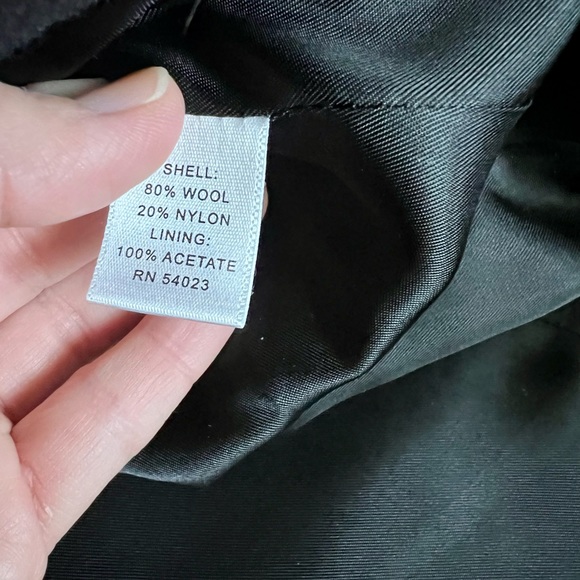 SHELL:
80% WOOL
20% NYLON
LINING:
100% ACETATE
RN 54023